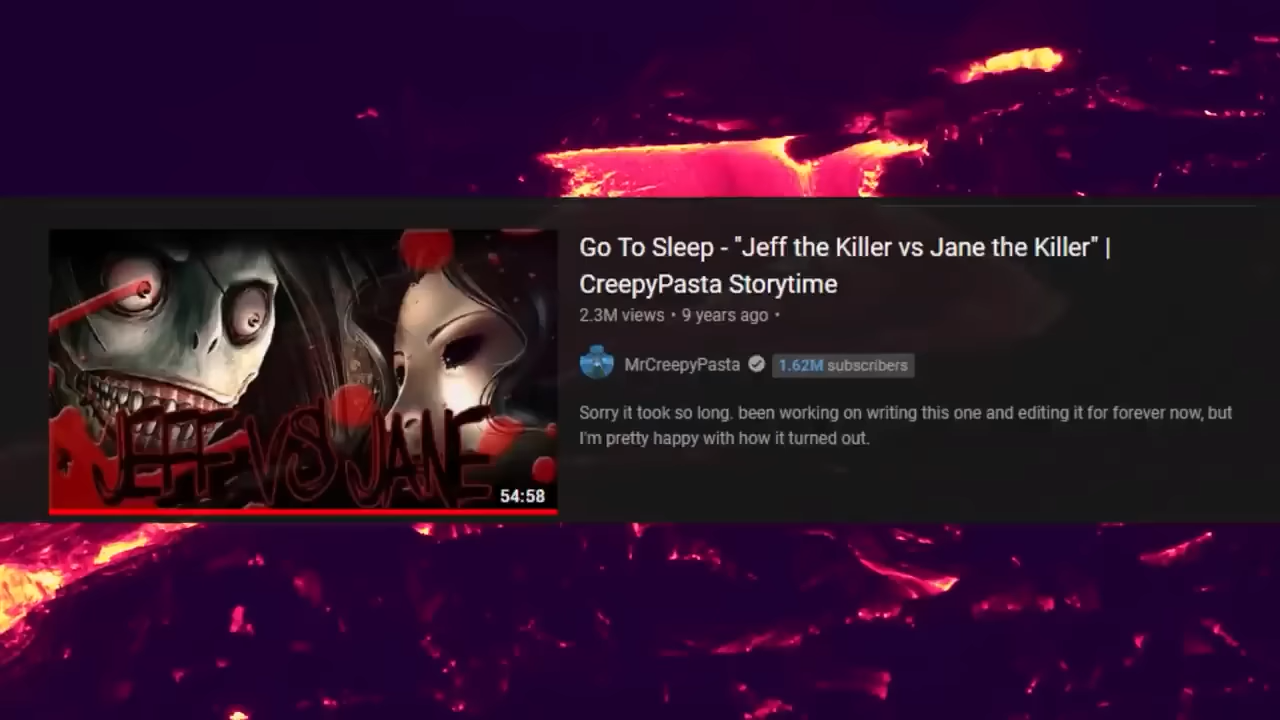 Go To Sleep - "Jeff the Killer vs Jane the Killer" |
CreepyPasta Storytime
2.3M views • 9 years ago •
MrCreepyPasta 1.62M subscribers
Sorry it took so long. been working on writing this one and editing it for forever now, but
I'm pretty happy with how it turned out.
JEFF VS JANE
54:58